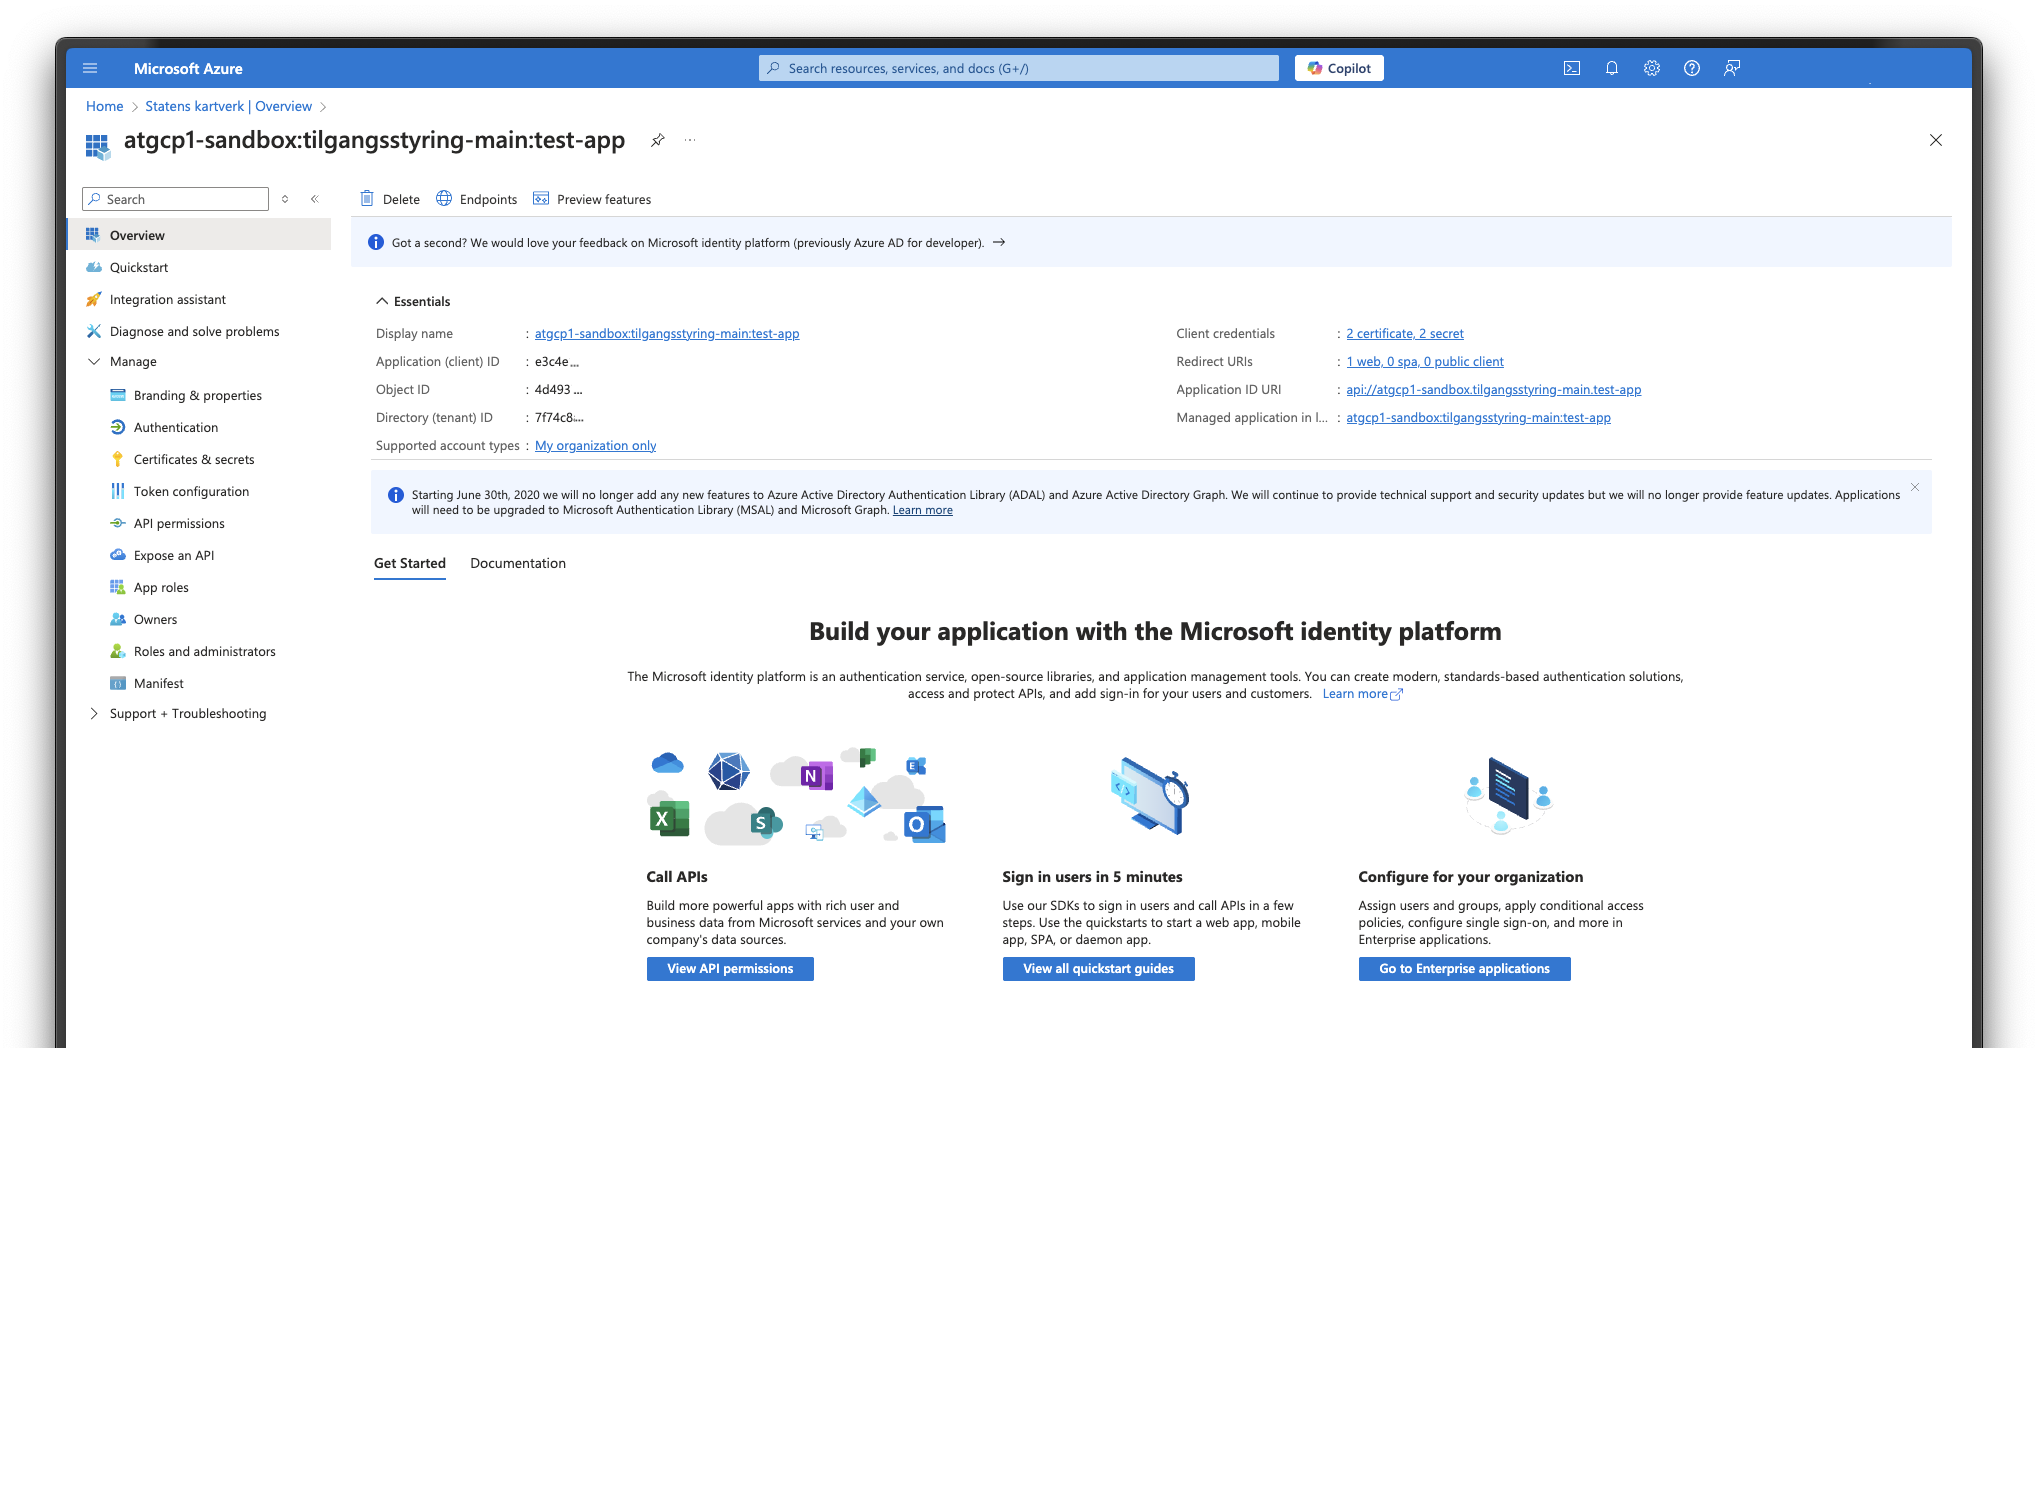 Microsoft Azure
Search resources, services, and docs (G+/)
Copilot
Home > Statens kartverk | Overview >
atgcp1-sandbox:tilgangsstyring-main:test-app
...
Search
Overview
Quickstart
Integration assistant
Diagnose and solve problems
Manage
Branding & properties
Authentication
Certificates & secrets
Token configuration
API permissions
Expose an API
App roles
Owners
Roles and administrators
Manifest
Support + Troubleshooting
Delete
Endpoints
Preview features
Got a second? We would love your feedback on Microsoft identity platform (previously Azure AD for developer). →
Essentials
Display name : atgcp1-sandbox:tilgangsstyring-main:test-app
Application (client) ID : e3c4e...
Object ID : 4d493 ...
Directory (tenant) ID : 7f74c8...
Supported account types : My organization only
Client credentials : 2 certificate, 2 secret
Redirect URIs : 1 web, 0 spa, 0 public client
Application ID URI : api://atgcp1-sandbox.tilgangsstyring-main.test-app
Managed application in l... : atgcp1-sandbox:tilgangsstyring-main:test-app
Starting June 30th, 2020 we will no longer add any new features to Azure Active Directory Authentication Library (ADAL) and Azure Active Directory Graph. We will continue to provide technical support and security updates but we will no longer provide feature updates. Applications
will need to be upgraded to Microsoft Authentication Library (MSAL) and Microsoft Graph. Learn more
Get Started
Documentation
Build your application with the Microsoft identity platform
The Microsoft identity platform is an authentication service, open-source libraries, and application management tools. You can create modern, standards-based authentication solutions,
access and protect APIs, and add sign-in for your users and customers. Learn more
N
E
X
S
O
Call APIs
Build more powerful apps with rich user and
business data from Microsoft services and your own
company's data sources.
View API permissions
Sign in users in 5 minutes
Use our SDKs to sign in users and call APIs in a few
steps. Use the quickstarts to start a web app, mobile
app, SPA, or daemon app.
View all quickstart guides
Configure for your organization
Assign users and groups, apply conditional access
policies, configure single sign-on, and more in
Enterprise applications.
Go to Enterprise applications